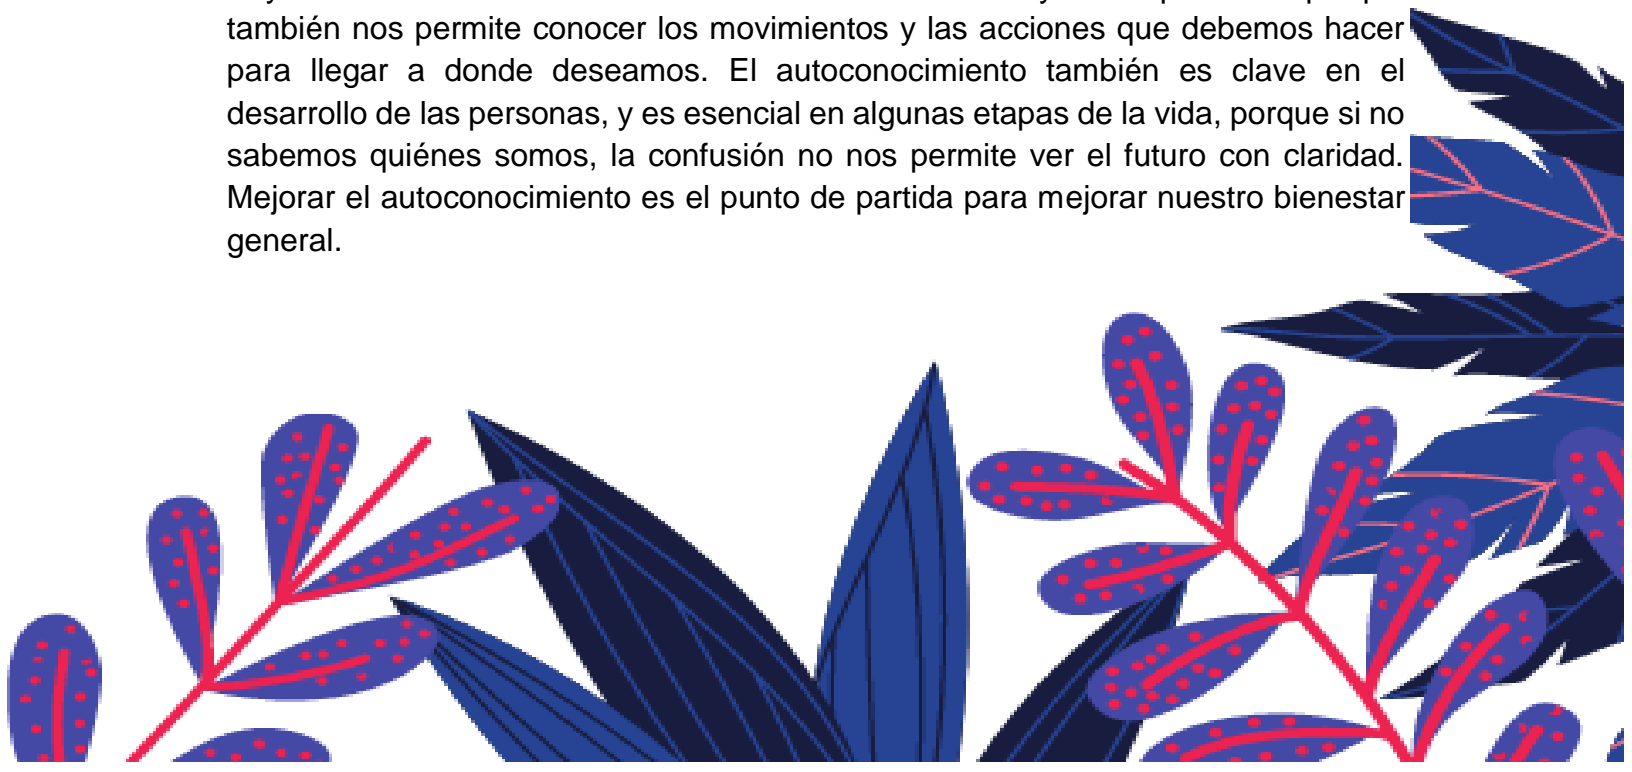 también nos permite conocer los movimientos y las acciones que debemos hacer
para llegar a donde deseamos. El autoconocimiento también es clave en el
desarrollo de las personas, y es esencial en algunas etapas de la vida, porque si no
sabemos quiénes somos, la confusión no nos permite ver el futuro con claridad.
Mejorar el autoconocimiento es el punto de partida para mejorar nuestro bienestar
general.